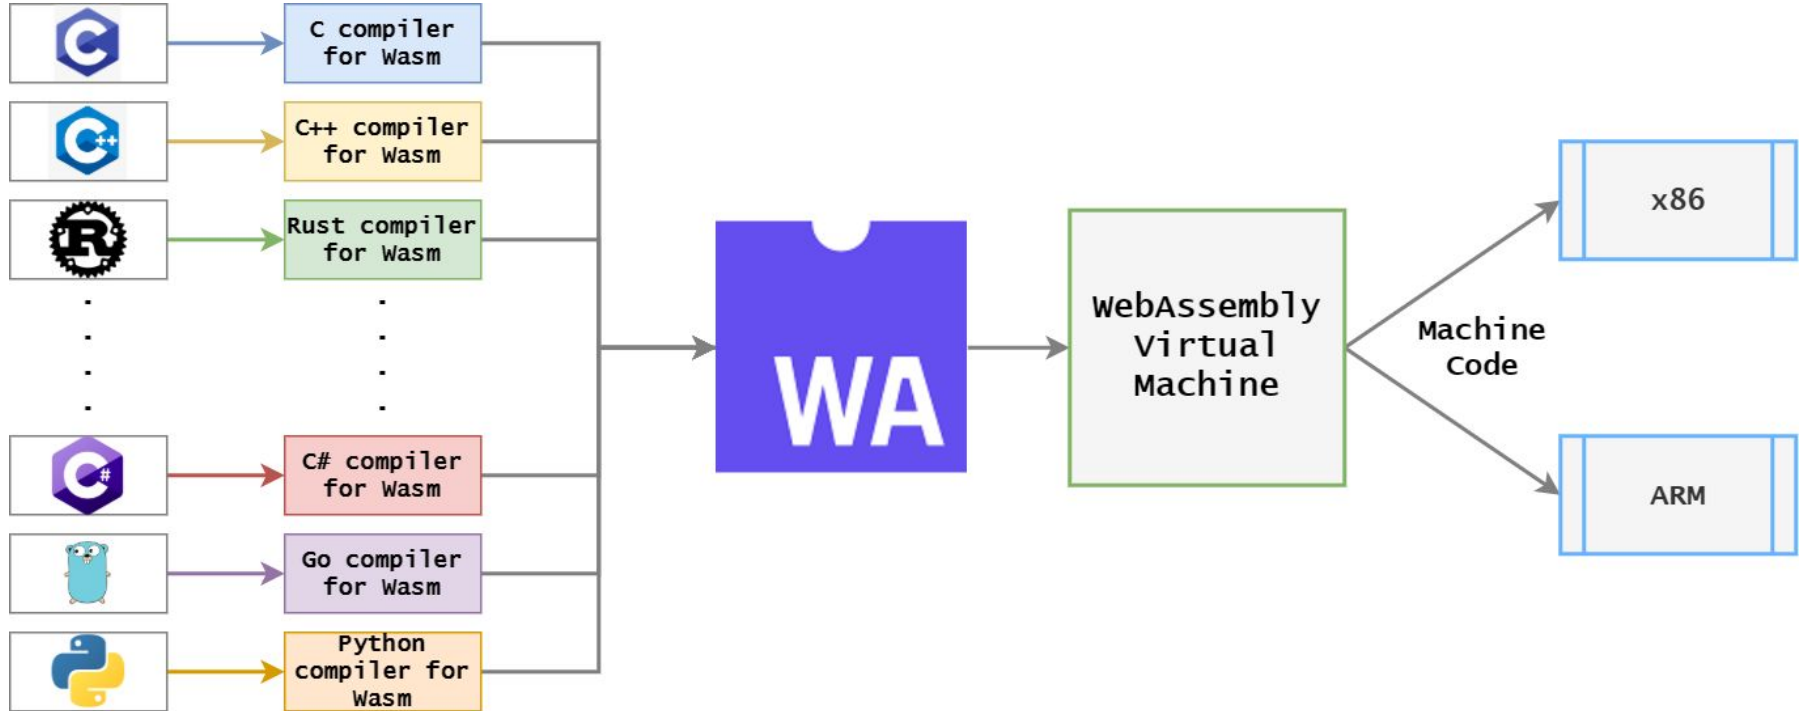 C
C compiler
for Wasm
C++
C++ compiler
for Wasm
R
Rust compiler
for Wasm
C#
C# compiler
for Wasm
Go compiler
for Wasm
Python
compiler for
Wasm
WA
WebAssembly
Virtual
Machine
Machine
Code
x86
ARM